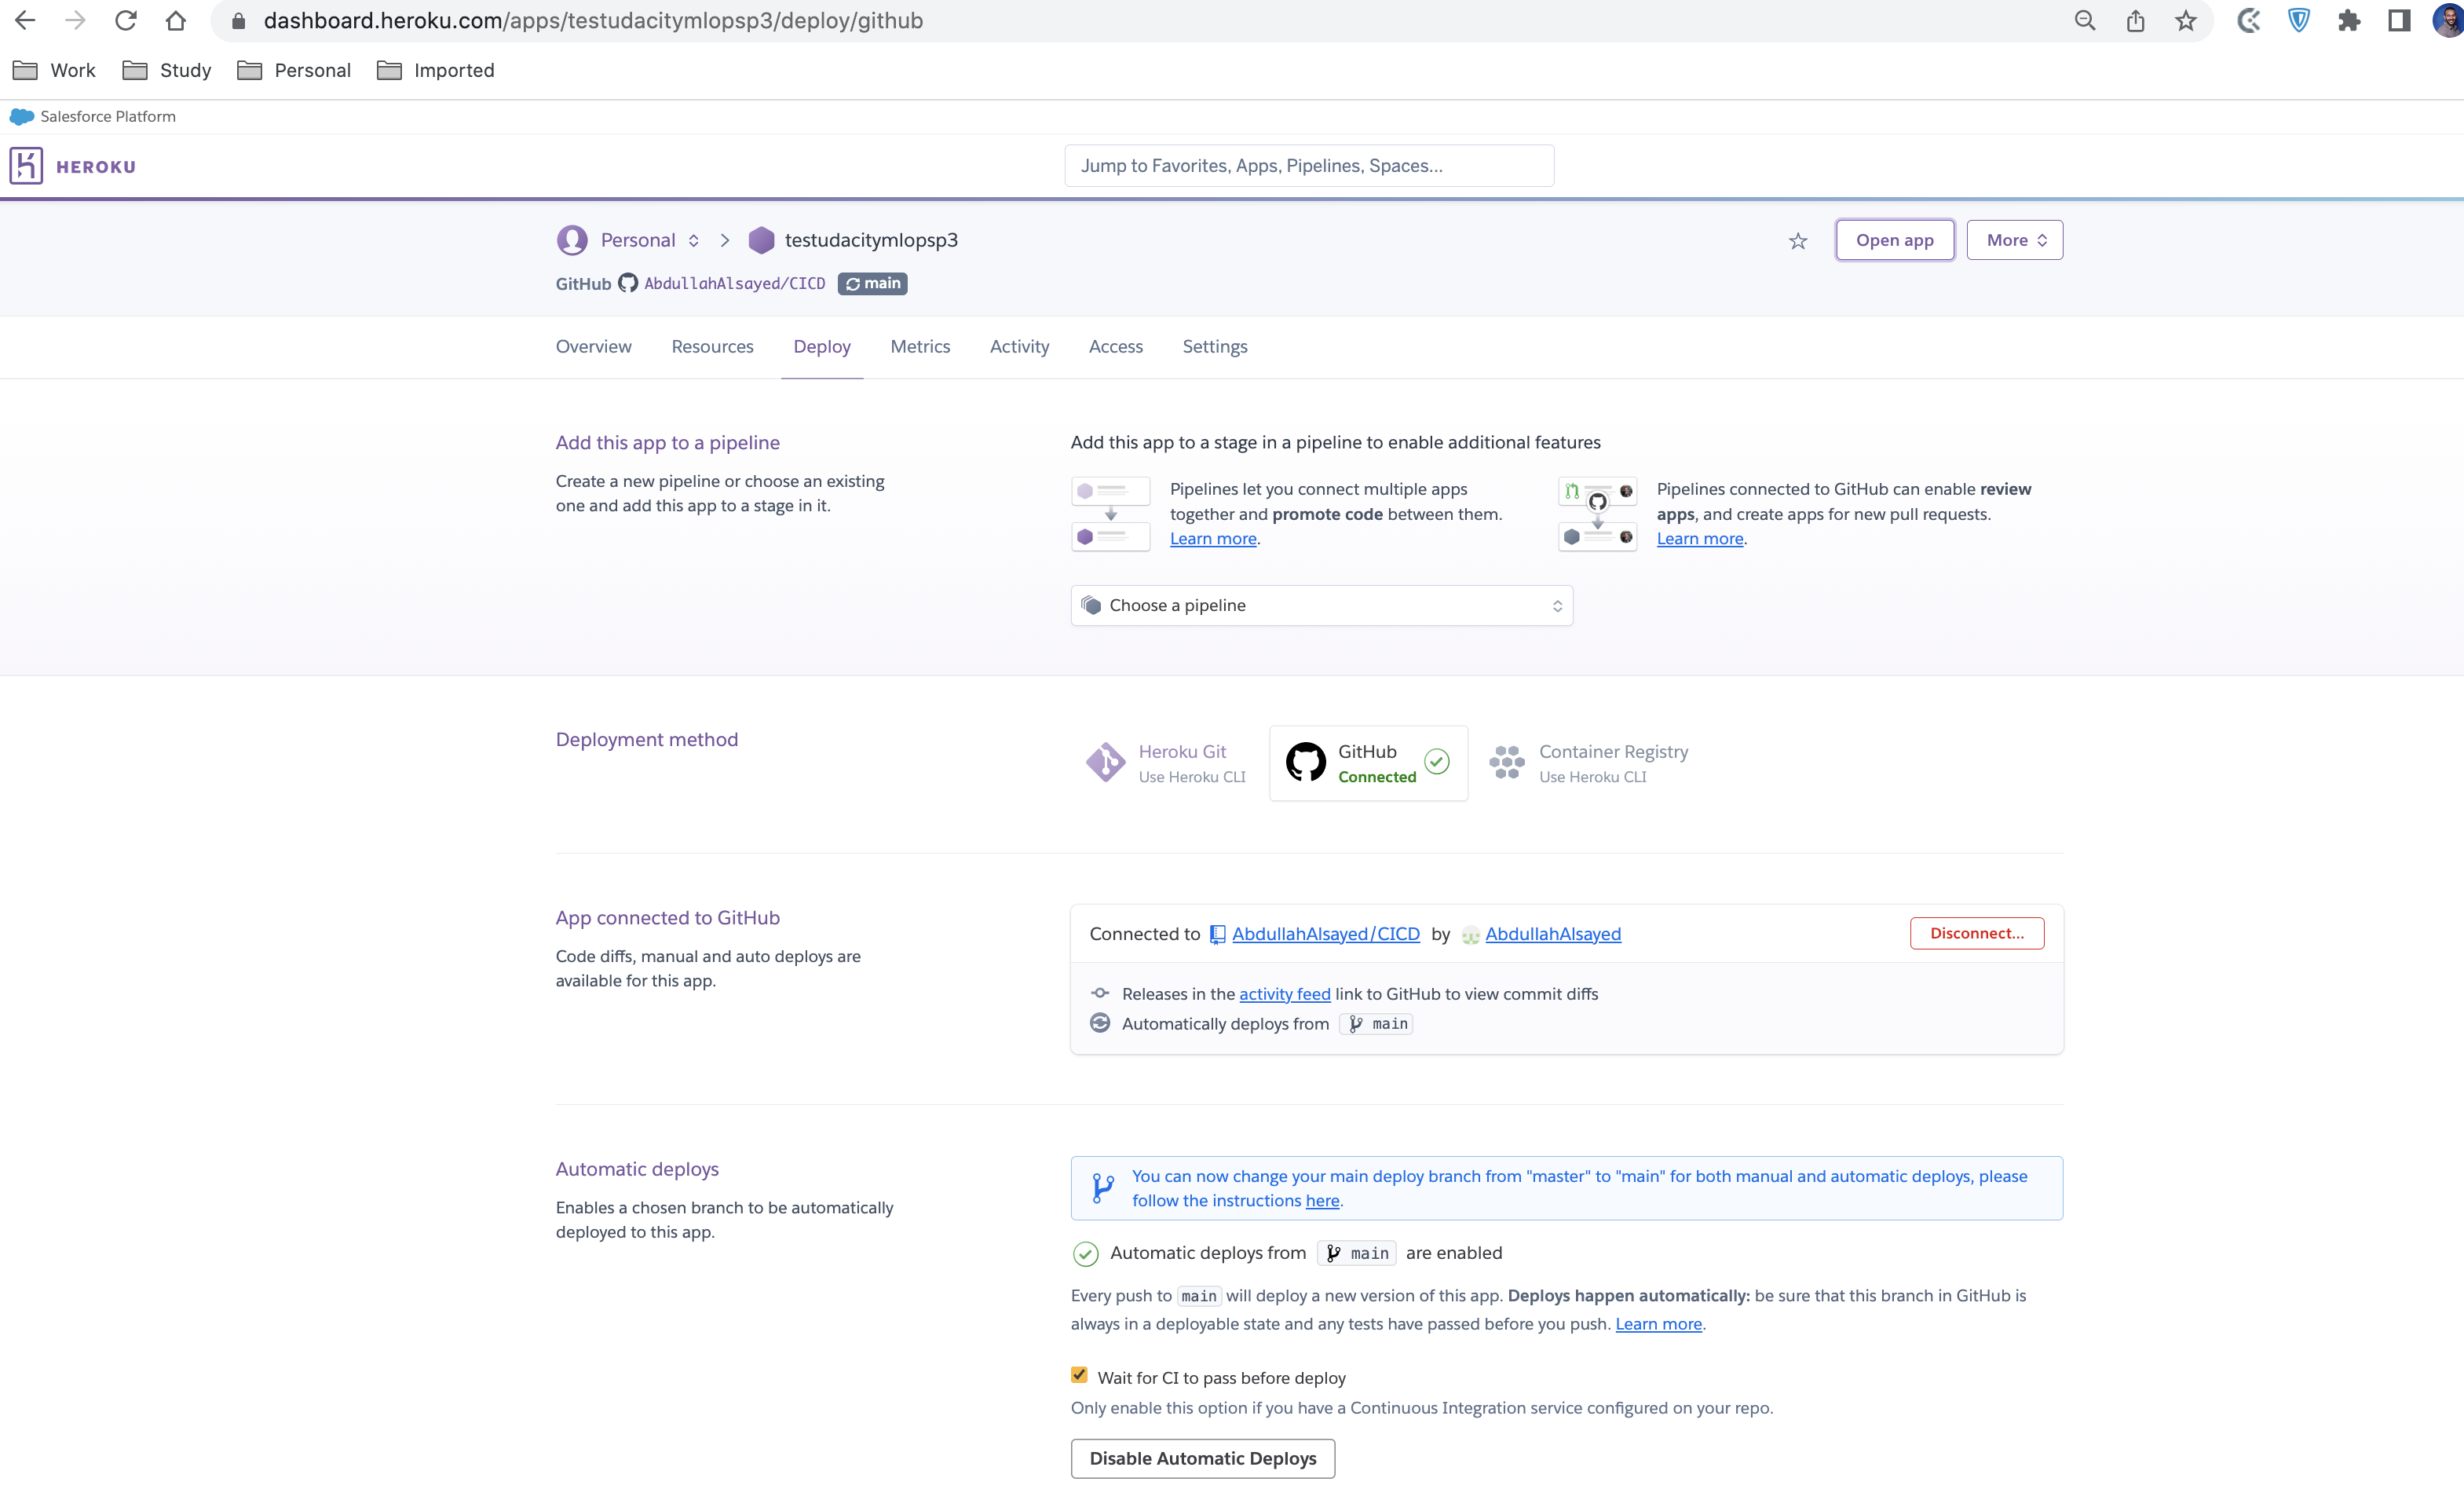 dashboard.heroku.com/apps/testudacitymlopsp3/deploy/github
Work Study Personal Imported
Salesforce Platform
HEROKU
Jump to Favorites, Apps, Pipelines, Spaces...
Personal testudacitymlopsp3
Open app More
GitHub AbdullahAlsayed/CICD main
Overview Resources Deploy Metrics Activity Access Settings
Add this app to a pipeline
Create a new pipeline or choose an existing
one and add this app to a stage in it.
Add this app to a stage in a pipeline to enable additional features
Pipelines let you connect multiple apps
together and promote code between them.
Learn more.
Pipelines connected to GitHub can enable review
apps, and create apps for new pull requests.
Learn more.
Choose a pipeline
Deployment method
Heroku Git
Use Heroku CLI
GitHub
Connected
Container Registry
Use Heroku CLI
App connected to GitHub
Code diffs, manual and auto deploys are
available for this app.
Connected to AbdullahAlsayed/CICD by AbdullahAlsayed
Disconnect...
Releases in the activity feed link to GitHub to view commit diffs
Automatically deploys from main
Automatic deploys
Enables a chosen branch to be automatically
deployed to this app.
You can now change your main deploy branch from "master" to "main" for both manual and automatic deploys, please
follow the instructions here.
Automatic deploys from main are enabled
Every push to main will deploy a new version of this app. Deploys happen automatically: be sure that this branch in GitHub is
always in a deployable state and any tests have passed before you push. Learn more.
Wait for CI to pass before deploy
Only enable this option if you have a Continuous Integration service configured on your repo.
Disable Automatic Deploys